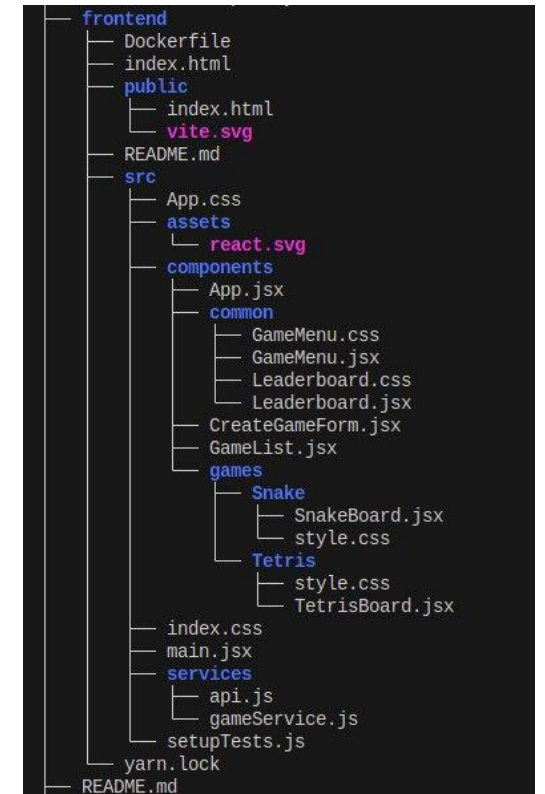 frontend
Dockerfile
index.html
public
index.html
vite.svg
README.md
src
App.css
assets
react.svg
components
App.jsx
common
GameMenu.css
GameMenu.jsx
Leaderboard.css
Leaderboard.jsx
CreateGameForm.jsx
GameList.jsx
games
Snake
SnakeBoard.jsx
style.css
Tetris
style.css
TetrisBoard.jsx
index.css
main.jsx
services
api.js
gameService.js
setupTests.js
yarn.lock
README.md